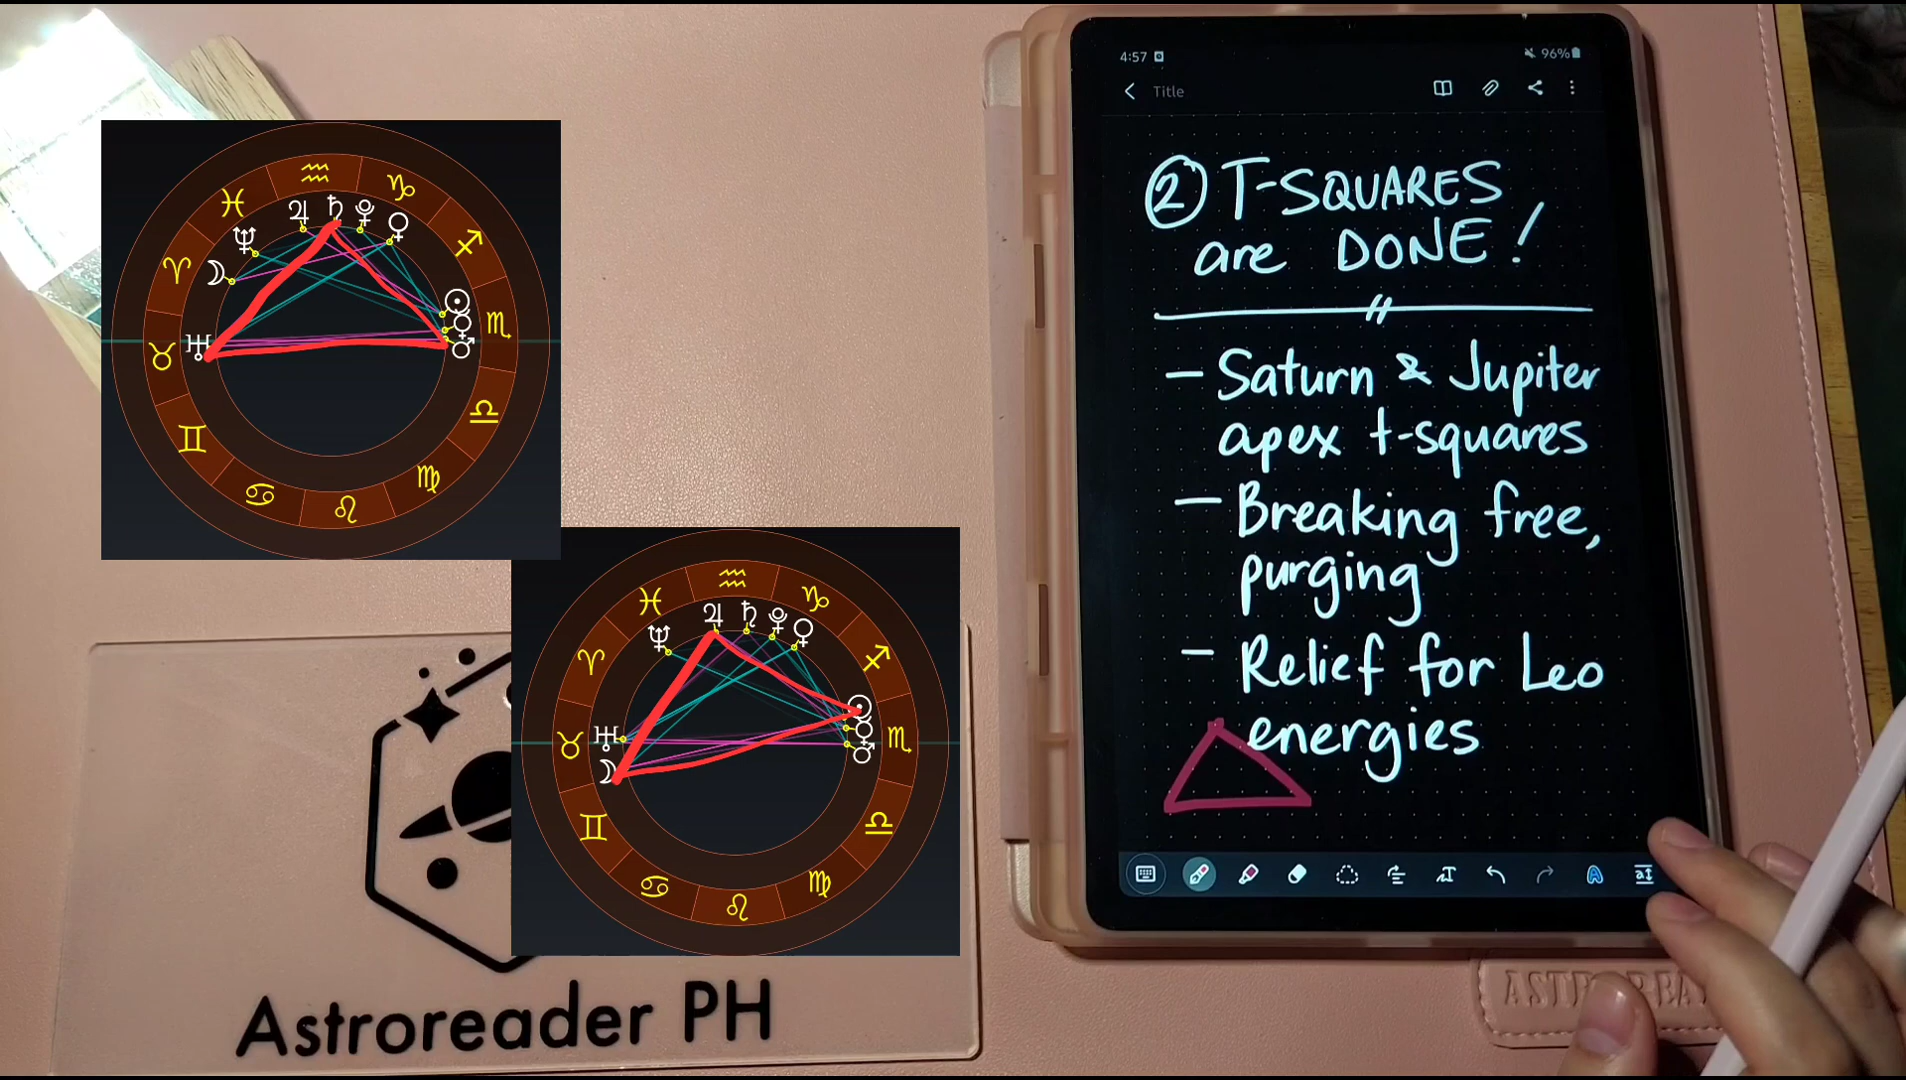 4:57
96%
Title
2 T-SQUARES
are DONE!
- Saturn & Jupiter
apex t-squares
- Breaking free,
purging
- Relief for Leo
energies
Astroreader PH